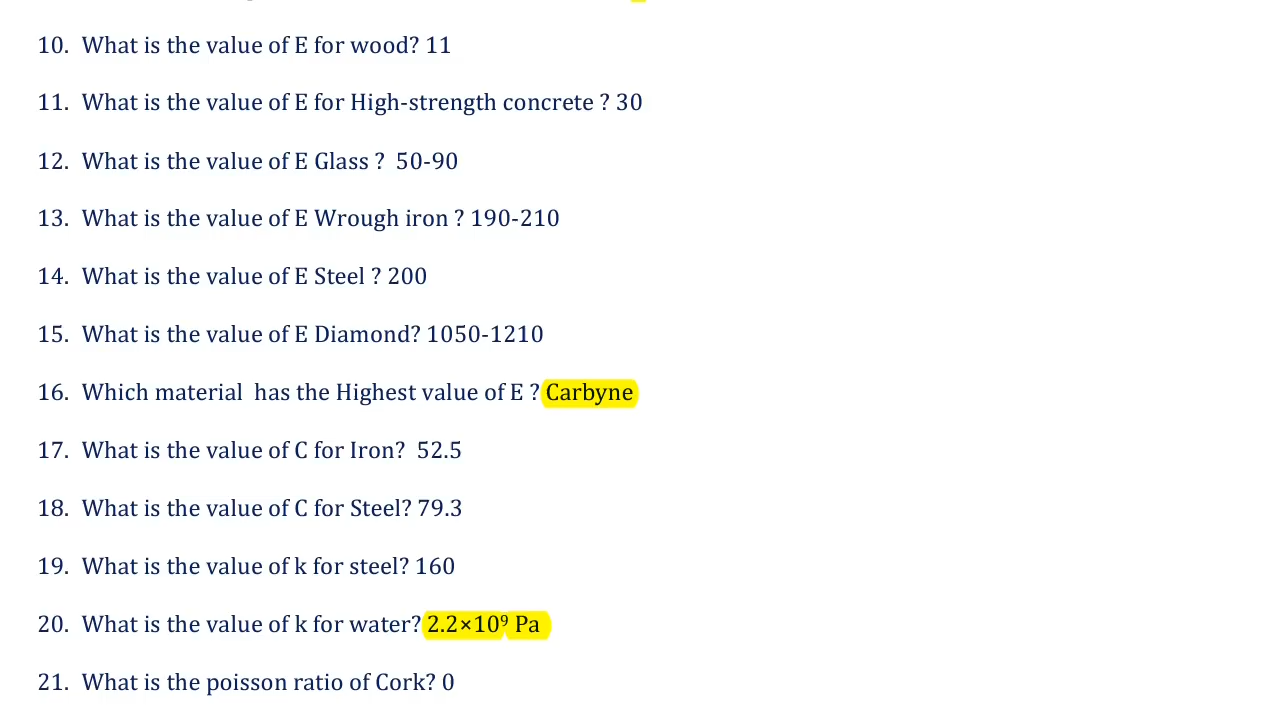 10. What is the value of E for wood? 11
11. What is the value of E for High-strength concrete ? 30
12. What is the value of E Glass ? 50-90
13. What is the value of E Wrough iron ? 190-210
14. What is the value of E Steel ? 200
15. What is the value of E Diamond? 1050-1210
16. Which material has the Highest value of E ? Carbyne
17. What is the value of C for Iron? 52.5
18. What is the value of C for Steel? 79.3
19. What is the value of k for steel? 160
20. What is the value of k for water? 2.2×10⁹ Pa
21. What is the poisson ratio of Cork? 0